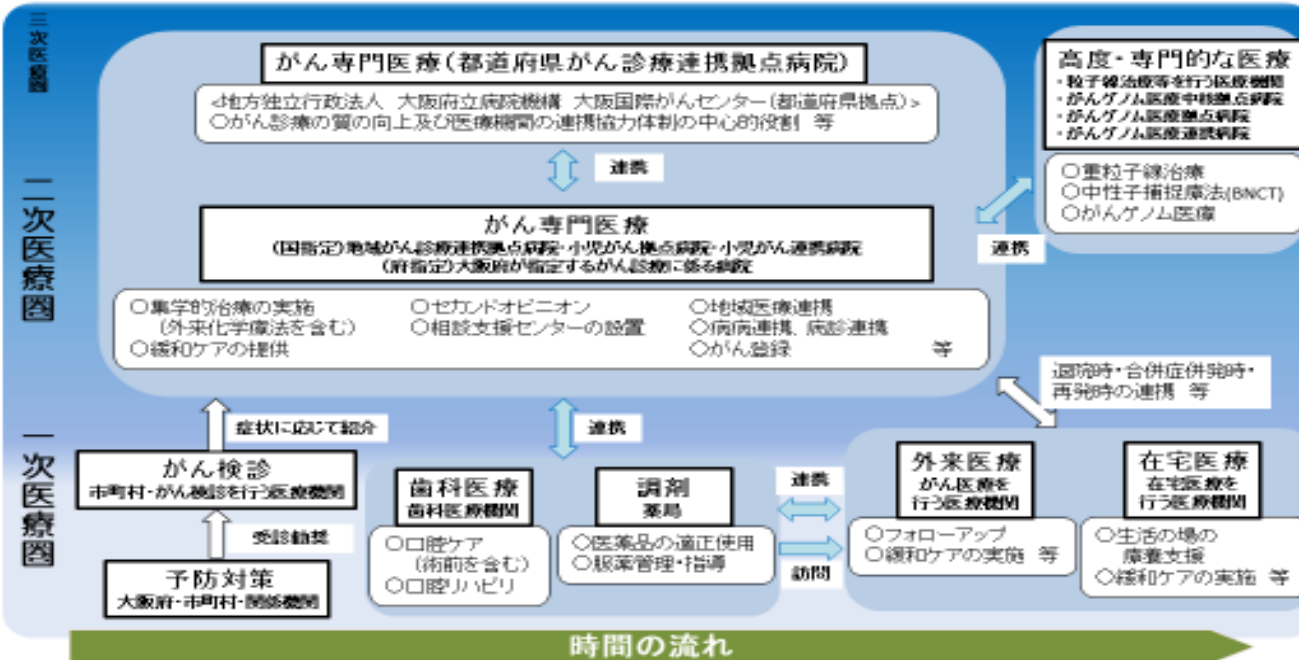 三次医療圏
がん専門医療(都道府県がん診療連携拠点病院)
<地方独立行政法人 大阪府立病院機構 大阪国際がんセンター(都道府県拠点)>
○がん診療の質の向上及び医療機関の連携協力体制の中心的役割 等
高度・専門的な医療
・粒子線治療等を行う医療機関
・がんゲノム医療中核拠点病院
・がんゲノム医療拠点病院
・がんゲノム医療連携病院
○重粒子線治療
○中性子捕捉療法(BNCT)
○がんゲノム医療
連携
連携
二次医療圏
がん専門医療
(国指定)地域がん診療連携拠点病院・小児がん拠点病院・小児がん連携病院
(府指定)大阪府が指定するがん診療に係る病院
○集学的治療の実施
(外来化学療法を含む)
○緩和ケアの提供
○セカンドオピニオン
○相談支援センターの設置
○地域医療連携
○病病連携、病診連携
○がん登録 等
退院時・合併症併発時・
再発時の連携 等
症状に応じて紹介
連携
一次医療圏
がん検診
市町村・がん検診を行う医療機関
受診勧奨
予防対策
大阪府・市町村・関係機関
歯科医療
歯科医療機関
○口腔ケア
(術前を含む)
○口腔リハビリ
調剤
薬局
○医薬品の適正使用
○服薬管理・指導
連携
訪問
外来医療
がん医療を
行う医療機関
○フォローアップ
○緩和ケアの実施 等
在宅医療
在宅医療を
行う医療機関
○生活の場の
療養支援
○緩和ケアの実施 等
時間の流れ